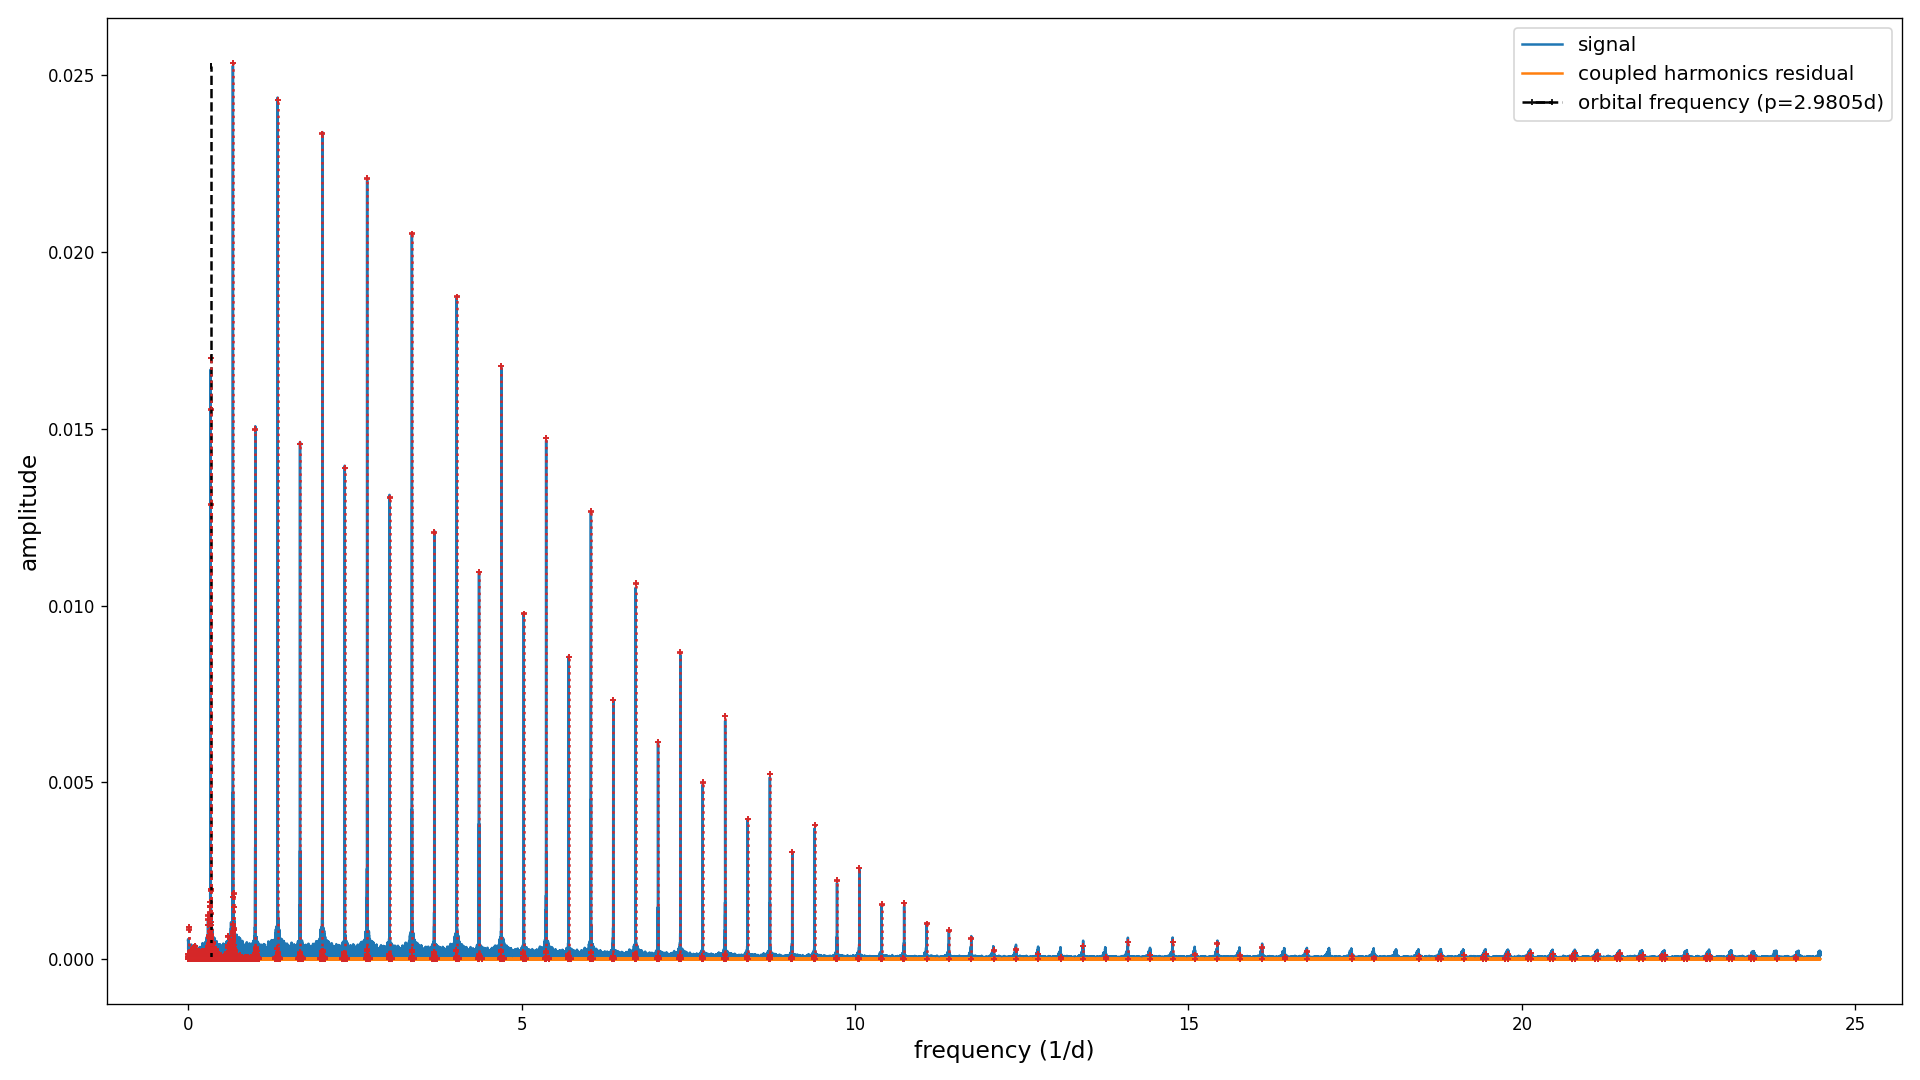 signal
coupled harmonics residual
orbital frequency (p=2.9805d)
0.025
0.020
0.015
0.010
0.005
0.000
amplitude
0
5
10
15
20
25
frequency (1/d)